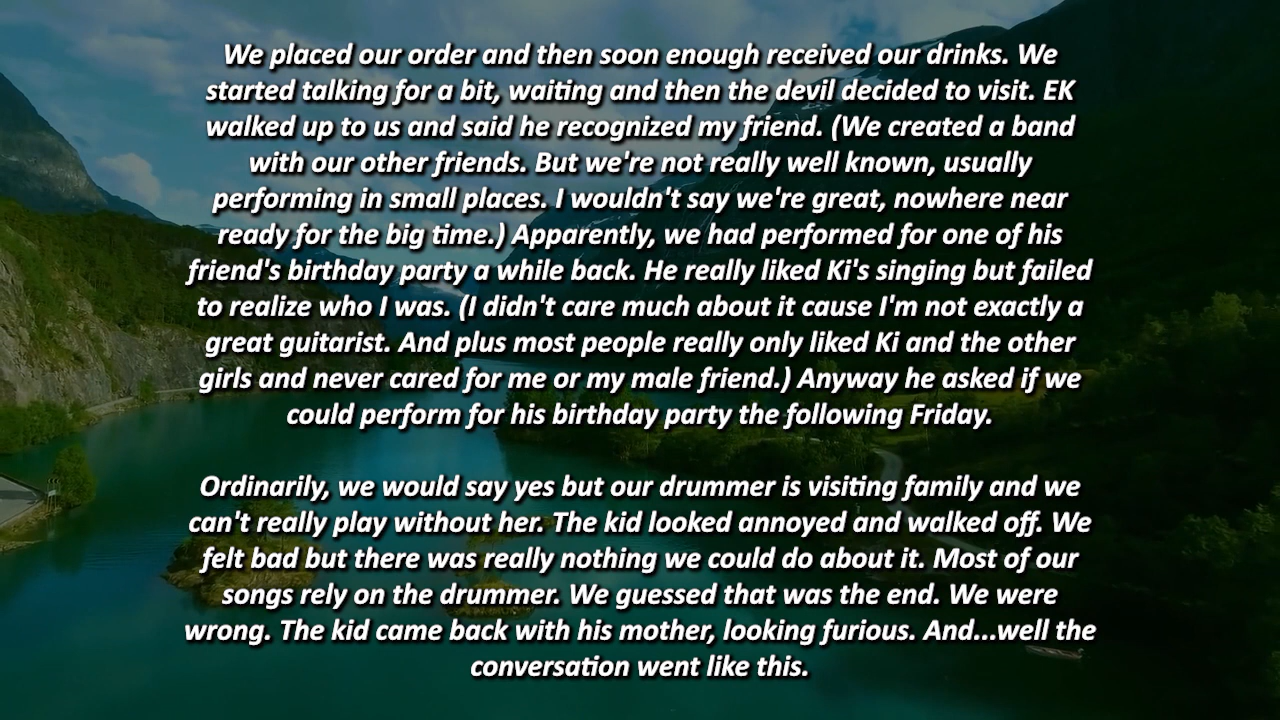 We placed our order and then soon enough received our drinks. We
started talking for a bit, waiting and then the devil decided to visit. EK
walked up to us and said he recognized my friend. (We created a band
with our other friends. But we're not really well known, usually
performing in small places. I wouldn't say we're great, nowhere near
ready for the big time.) Apparently, we had performed for one of his
friend's birthday party a while back. He really liked Ki's singing but failed
to realize who I was. (I didn't care much about it cause I'm not exactly a
great guitarist. And plus most people really only liked Ki and the other
girls and never cared for me or my male friend.) Anyway he asked if we
could perform for his birthday party the following Friday.
Ordinarily, we would say yes but our drummer is visiting family and we
can't really play without her. The kid looked annoyed and walked off. We
felt bad but there was really nothing we could do about it. Most of our
songs rely on the drummer. We guessed that was the end. We were
wrong. The kid came back with his mother, looking furious. And...well the
conversation went like this.